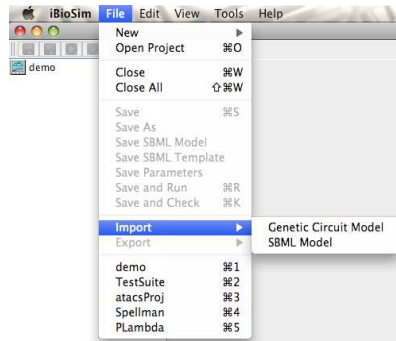 iBioSim File Edit View Tools Help
New
Open Project ⌘O
demo
Close ⌘W
Close All ⇧⌘W
Save ⌘S
Save As
Save SBML Model
Save SBML Template
Save Parameters
Save and Run ⌘R
Save and Check ⌘K
Import
Genetic Circuit Model
Export
SBML Model
demo ⌘1
TestSuite ⌘2
atacsProj ⌘3
Spellman ⌘4
PLambda ⌘5